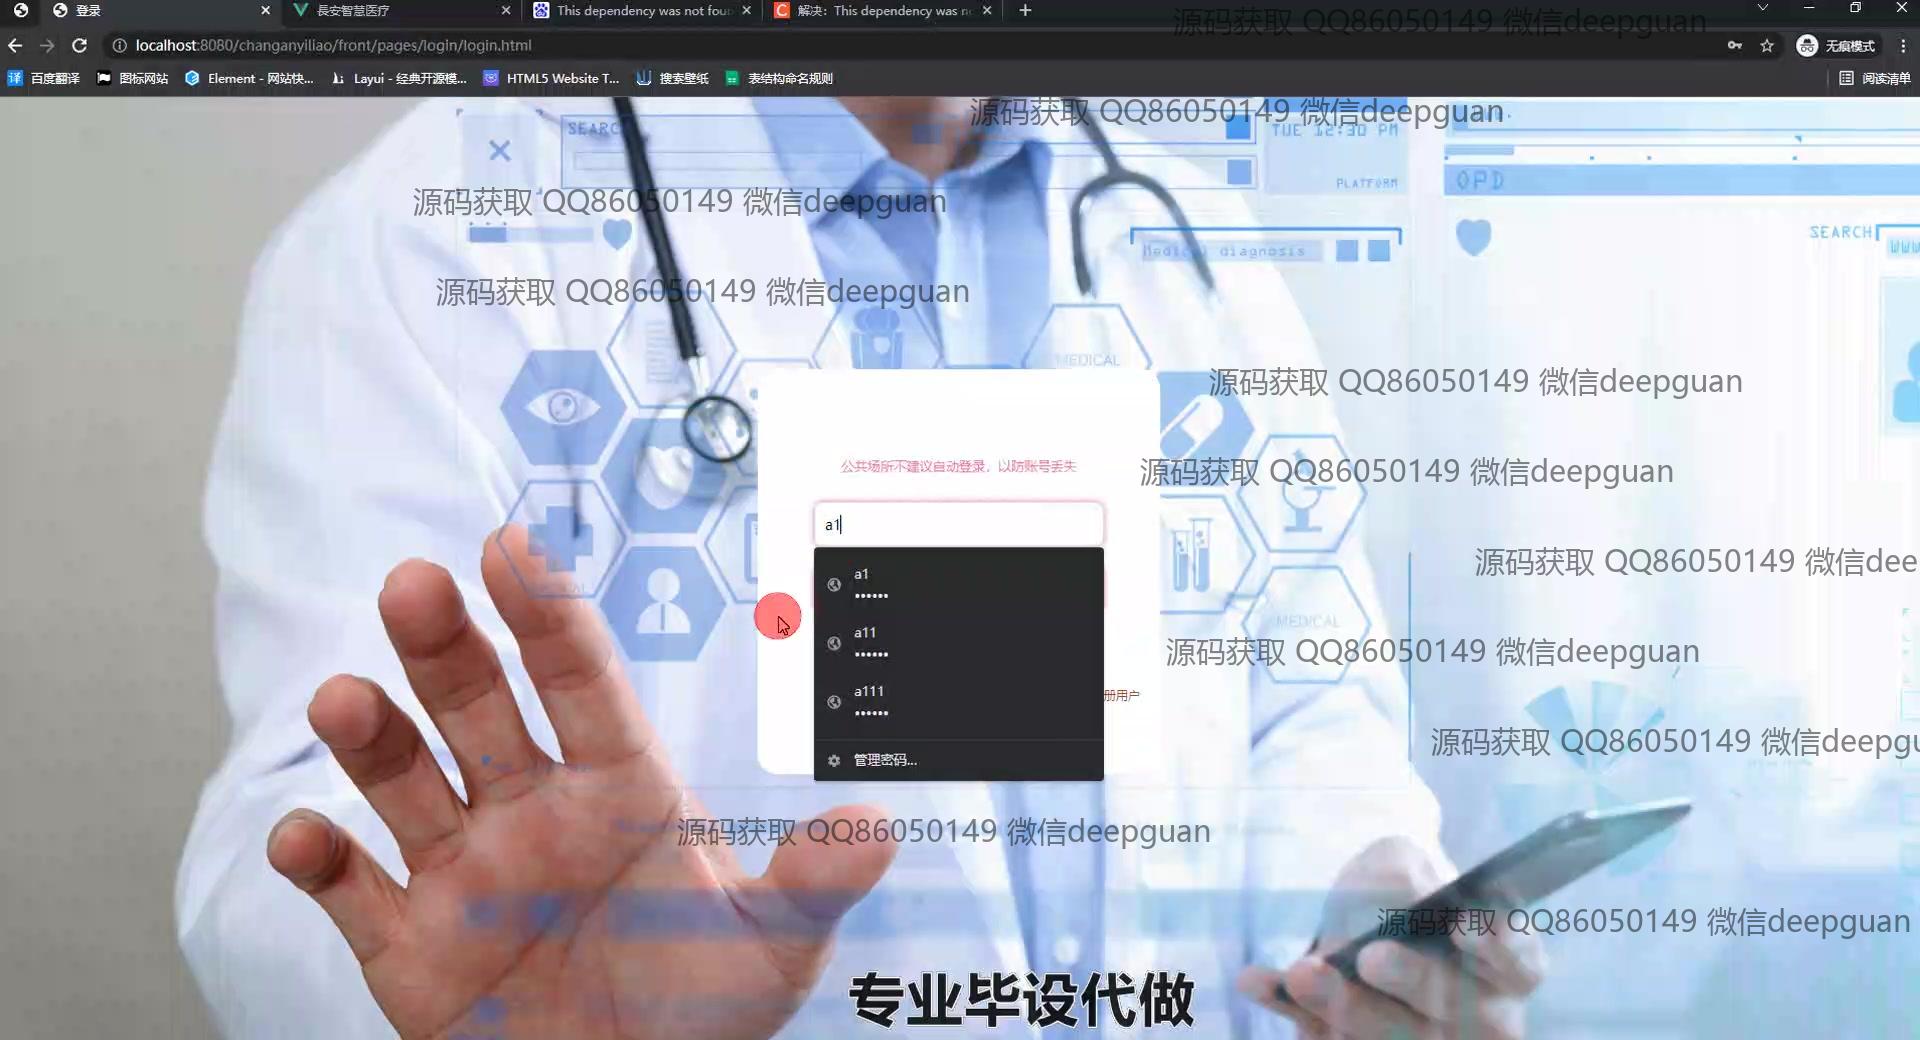 登录
長安智慧医疗
This dependency was not four
解决：This dependency was n
源码获取 QQ86050149 微信deepguan
localhost:8080/changanyiliao/front/pages/login/login.html
无痕模式
百度翻译
图标网站
Element - 网站快...
Layui - 经典开源模...
HTML5 Website T...
搜索壁纸
表结构命名规则
阅读清单
源码获取 QQ86050149 微信deepguan
SEARC
TUE 12:30 PM
PLATFORM
OPD
源码获取 QQ86050149 微信deepguan
SEARCH
WWW
Medical diagnosis
源码获取 QQ86050149 微信deepguan
MEDICAL
源码获取 QQ86050149 微信deepguan
公共场所不建议自动登录，以防账号丢失
源码获取 QQ86050149 微信deepguan
a1
源码获取 QQ86050149 微信dee
a1
••••••
MEDICAL
a11
••••••
源码获取 QQ86050149 微信deepguan
a111
••••••
册用户
源码获取 QQ86050149 微信deepgu
管理密码...
源码获取 QQ86050149 微信deepguan
源码获取 QQ86050149 微信deepguan
专业毕设代做